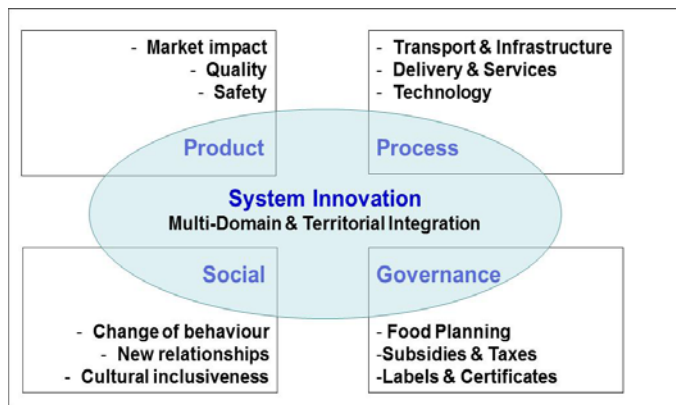 - Market impact
- Quality
- Safety
Product
- Transport & Infrastructure
- Delivery & Services
- Technology
Process
System Innovation
Multi-Domain & Territorial Integration
Social
- Change of behaviour
- New relationships
- Cultural inclusiveness
Governance
- Food Planning
-Subsidies & Taxes
-Labels & Certificates